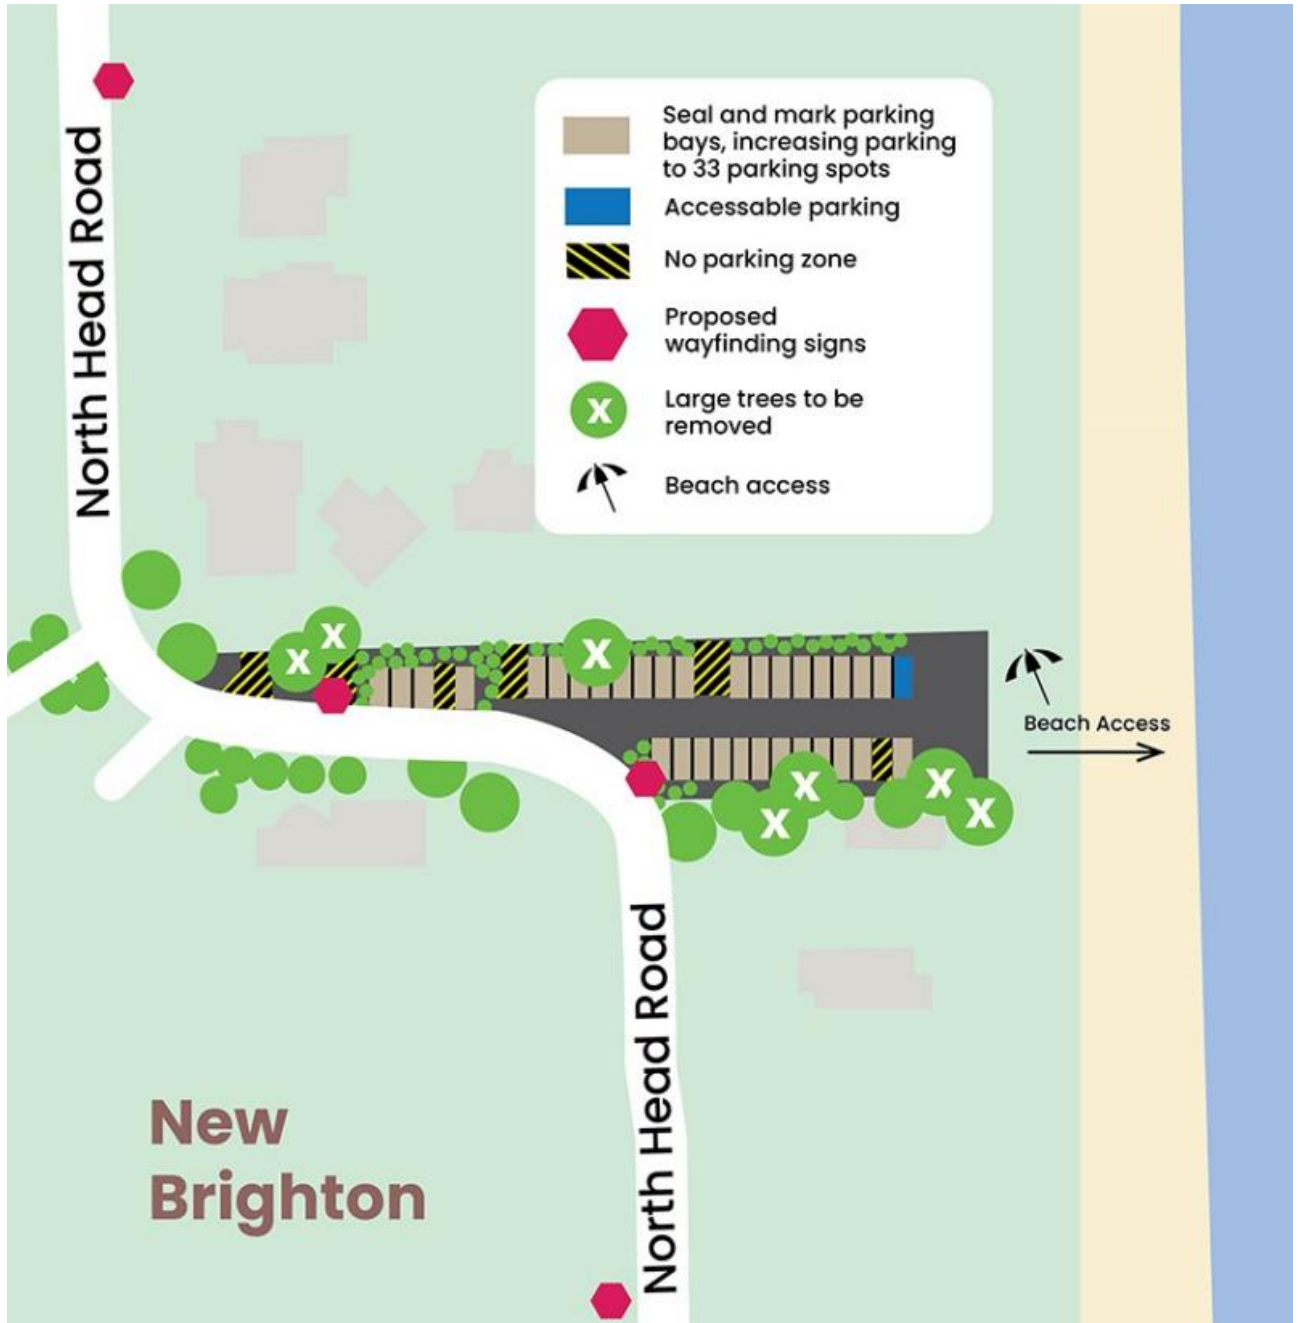 North Head Road
Seal and mark parking
bays, increasing parking
to 33 parking spots
Accessable parking
No parking zone
Proposed
wayfinding signs
X
Large trees to be
removed
Beach access
X
X
X
Beach Access
X
X
X
X
North Head Road
New
Brighton